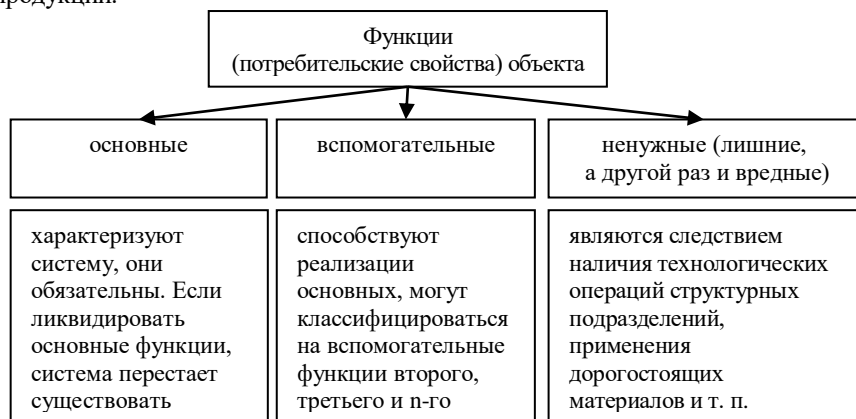 продукции.
Функции
(потребительские свойства) объекта
основные
вспомогательные
ненужные (лишние,
а другой раз и вредные)
характеризуют
систему, они
обязательны. Если
ликвидировать
основные функции,
система перестает
существовать
способствуют
реализации
основных, могут
классифицироваться
на вспомогательные
функции второго,
третьего и n-го
являются следствием
наличия технологических
операций структурных
подразделений,
применения
дорогостоящих
материалов и т. п.